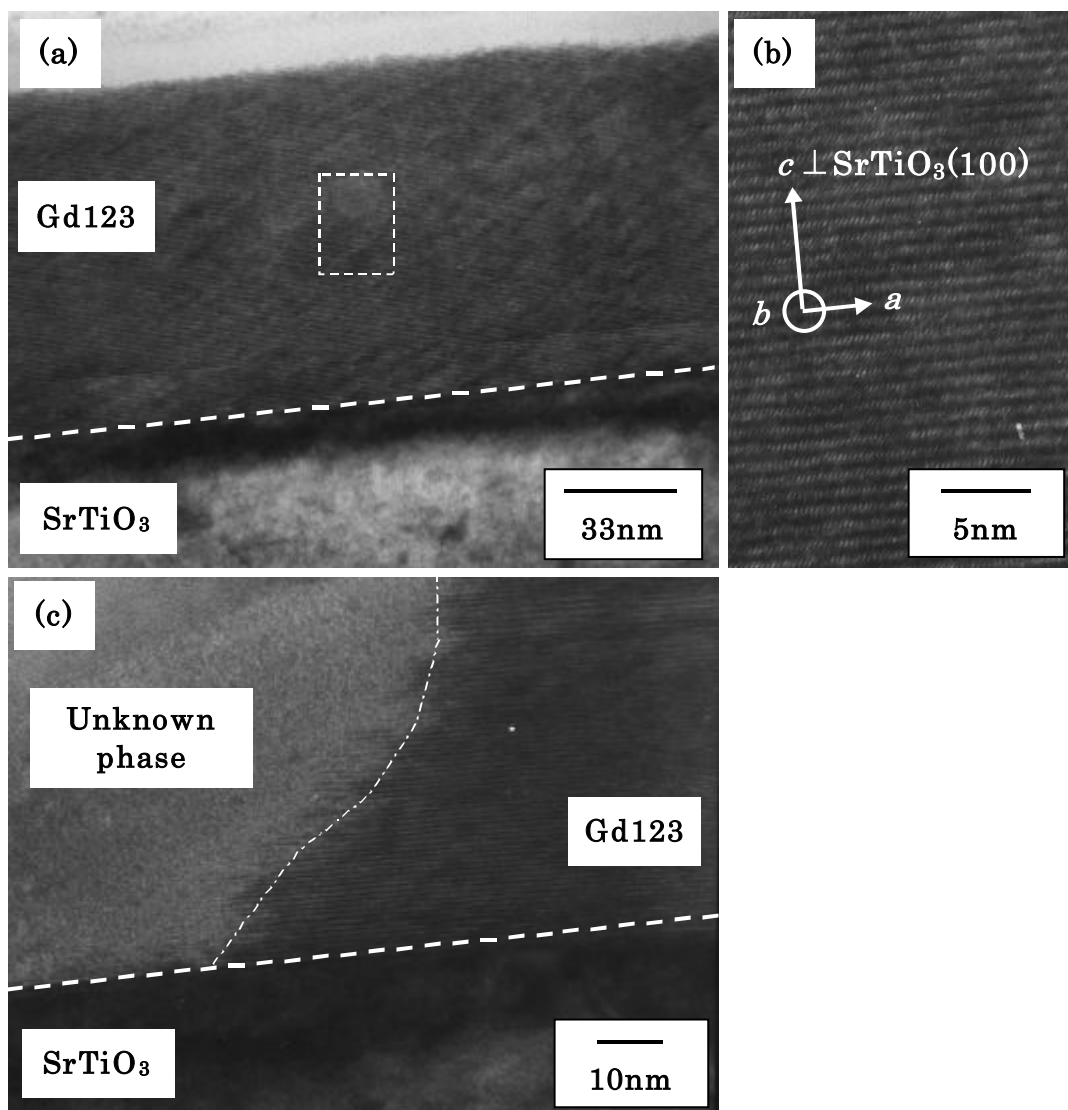 (a)
Gd123
SrTiO₃
33nm
(b)
c ⊥ SrTiO₃(100)
b
a
5nm
(c)
Unknown
phase
Gd123
SrTiO₃
10nm